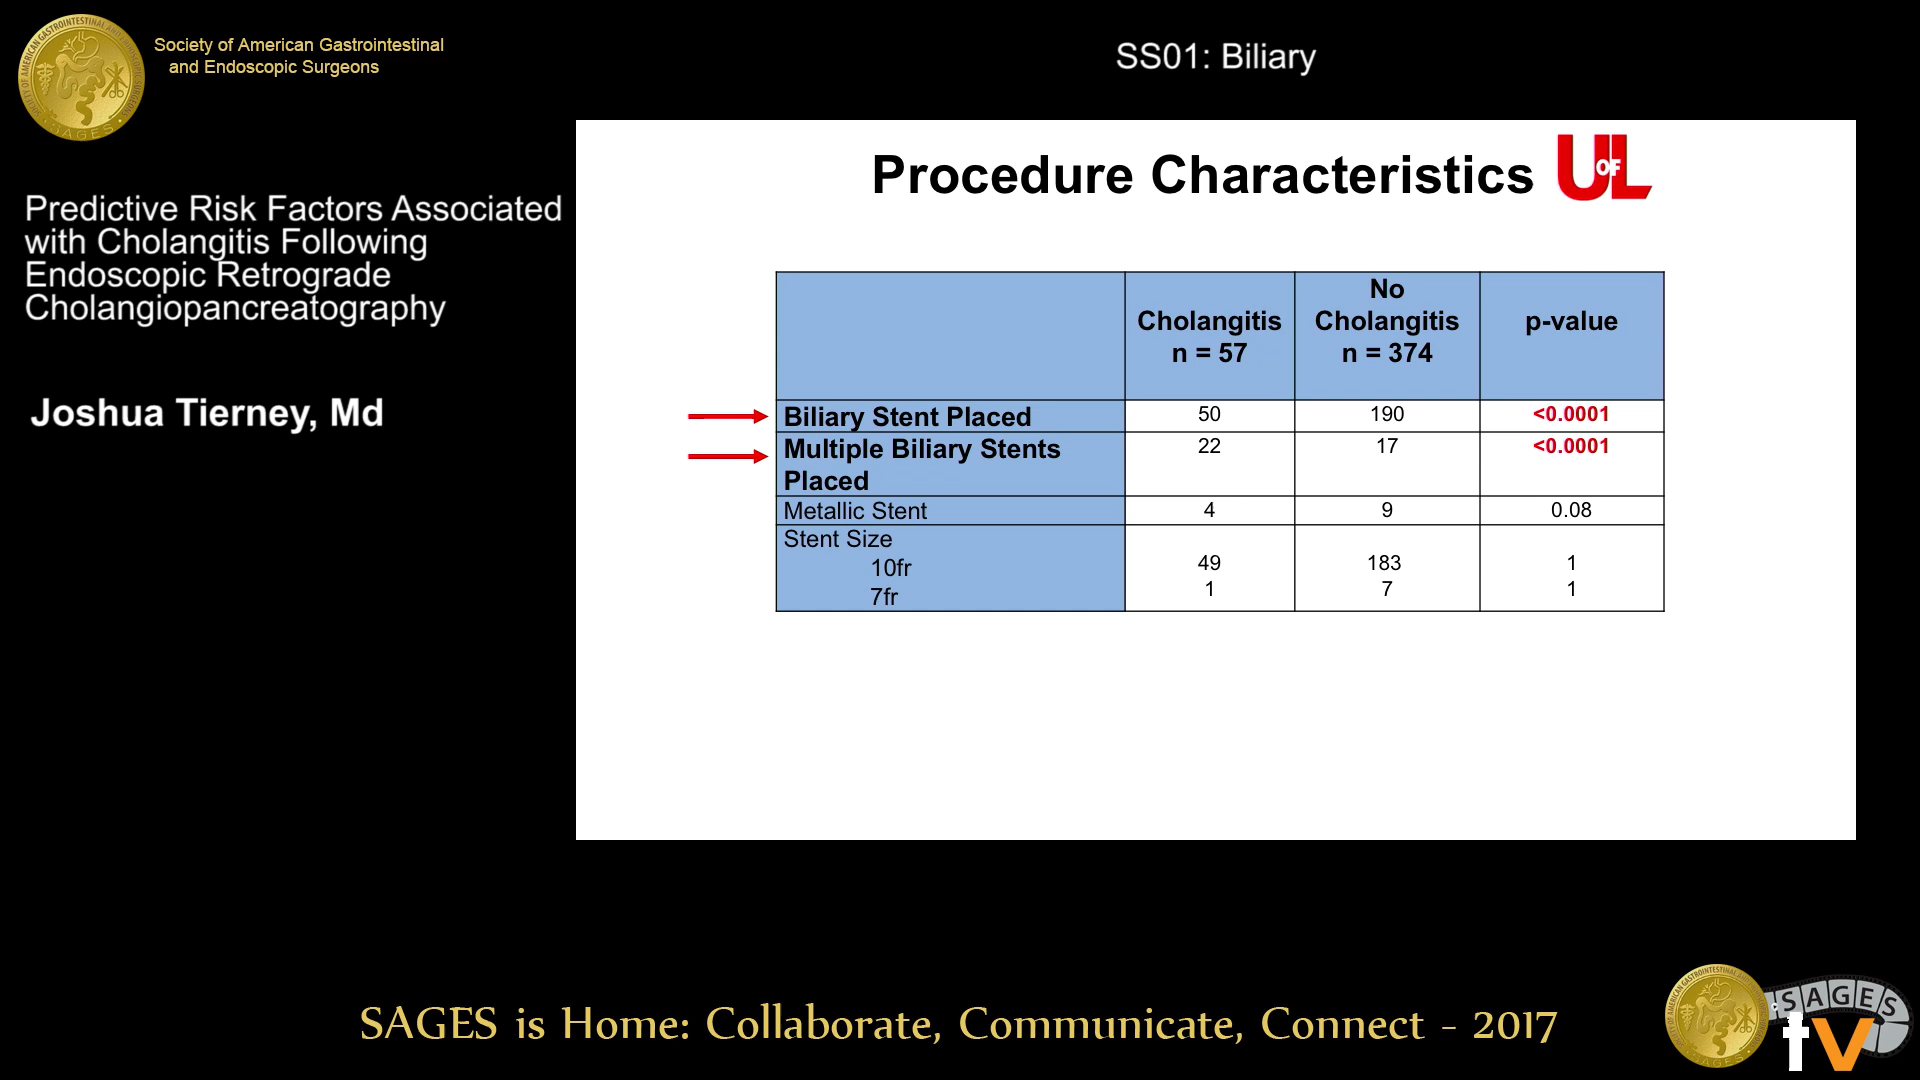 Society of American Gastrointestinal
and Endoscopic Surgeons
SS01: Biliary
Predictive Risk Factors Associated
with Cholangitis Following
Endoscopic Retrograde
Cholangiopancreatography
Joshua Tierney, Md
Procedure Characteristics
U OF L
Cholangitis
n = 57
No
Cholangitis
n = 374
p-value
Biliary Stent Placed 50 190 <0.0001
Multiple Biliary Stents
Placed 22 17 <0.0001
Metallic Stent 4 9 0.08
Stent Size
10fr 49 183 1
7fr 1 7 1
SAGES is Home: Collaborate, Communicate, Connect - 2017
SAGES
tv